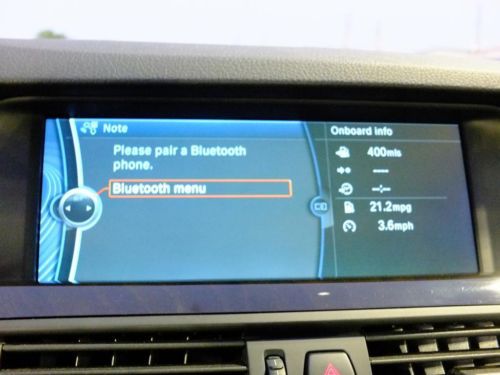 Note
Please pair a Bluetooth
phone.
Bluetooth menu
Onboard info
400mls
----
--:--
21.2mpg
3.6mph